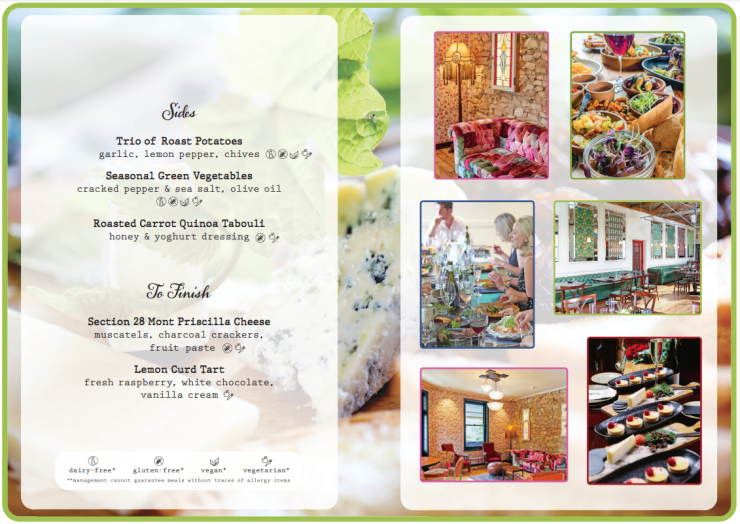 Sides
Trio of Roast Potatoes
garlic, lemon pepper, chives
Seasonal Green Vegetables
cracked pepper & sea salt, olive oil
Roasted Carrot Quinoa Tabouli
honey & yoghurt dressing
To Finish
Section 28 Mont Priscilla Cheese
muscatels, charcoal crackers,
fruit paste
Lemon Curd Tart
fresh raspberry, white chocolate,
vanilla cream
dairy-free* gluten-free* vegan* vegetarian*
**management cannot guarantee meals without traces of allergy items